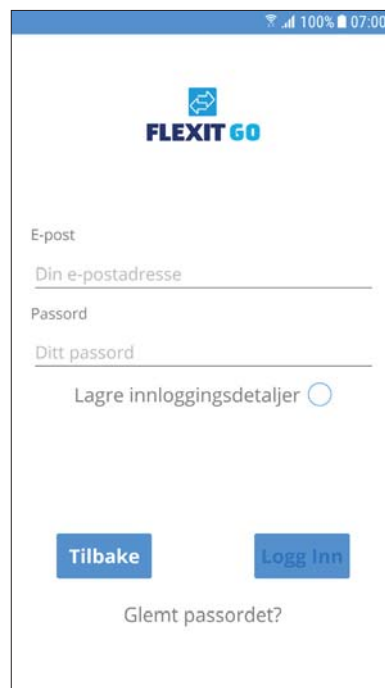 100% 07:00
FLEXIT GO
E-post
Din e-postadresse
Passord
Ditt passord
Lagre innloggingsdetaljer
Tilbake Logg Inn
Glemt passordet?